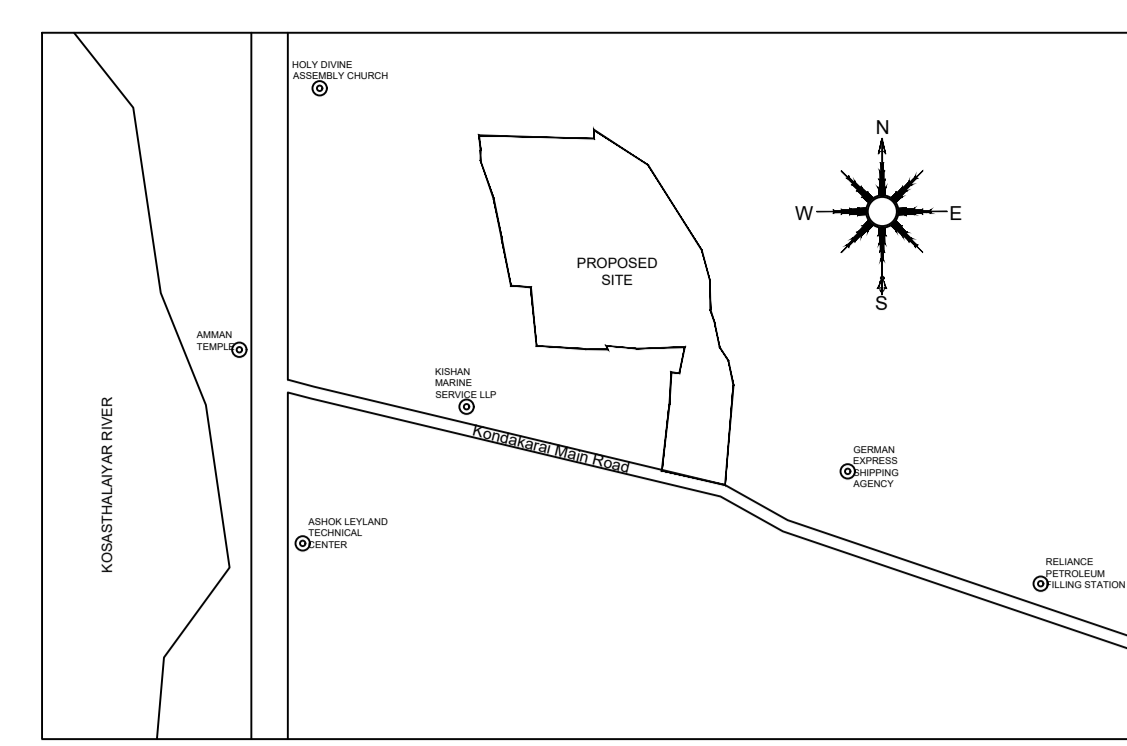 HOLY DIVINE
ASSEMBLY CHURCH
N
W
E
S
PROPOSED
SITE
AMMAN
TEMPLE
KISHAN
MARINE
SERVICE LLP
KOSASTHALAIYAR RIVER
Kondakarai Main Road
GERMAN
EXPRESS
SHIPPING
AGENCY
ASHOK LEYLAND
TECHNICAL
CENTER
RELIANCE
PETROLEUM
FILLING STATION